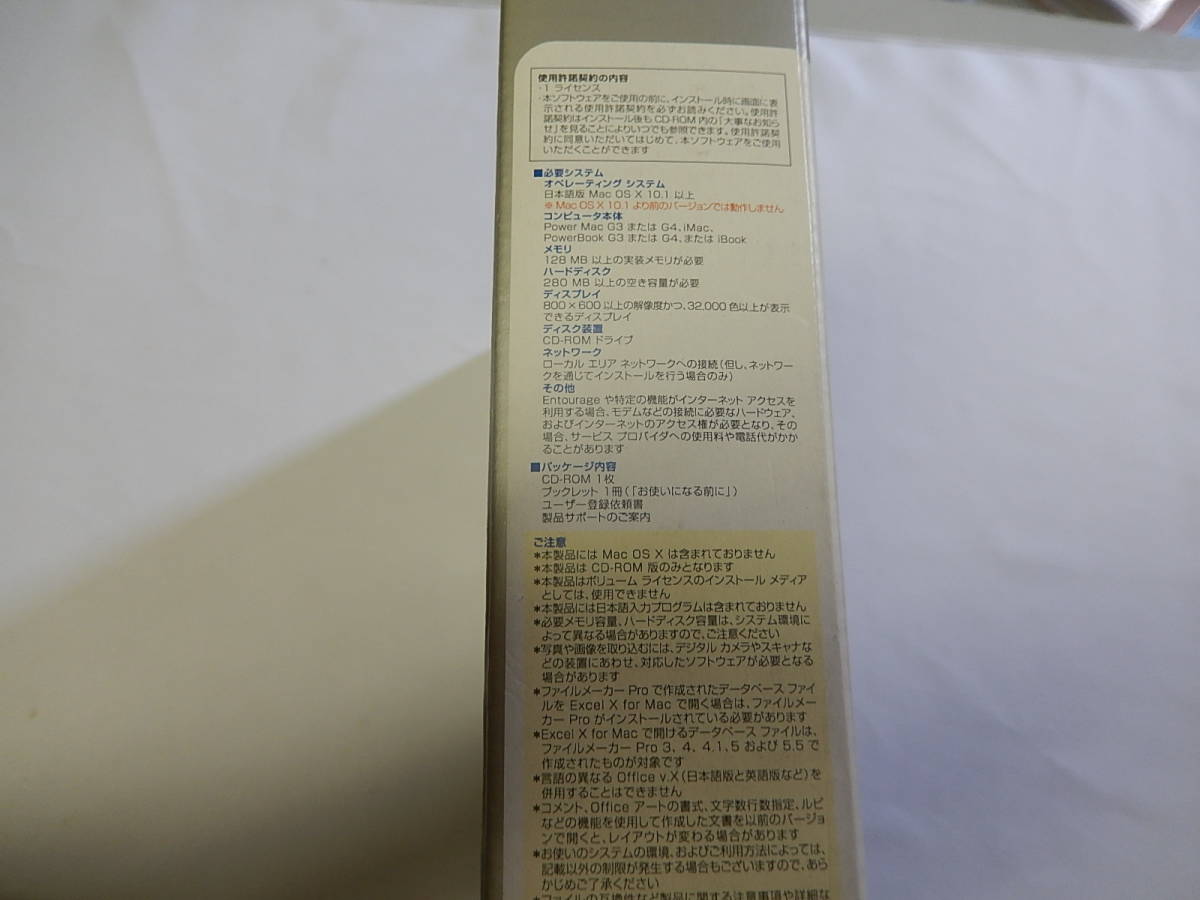 使用許諾契約の内容
・1 ライセンス
・本ソフトウェアをご使用の前に、インストール時に画面に表
示される使用許諾契約を必ずお読みください。使用許
諾契約はインストール後も CD-ROM 内の「大事なお知ら
せ」を見ることによりいつでも参照できます。使用許諾契
約に同意いただいてはじめて、本ソフトウェアをご使用
いただくことができます
■必要システム
オペレーティング システム
日本語版 Mac OS X 10.1 以上
※ Mac OS X 10.1 より前のバージョンでは動作しません
コンピュータ本体
Power Mac G3 または G4、iMac、
PowerBook G3 または G4、または iBook
メモリ
128 MB 以上の実装メモリが必要
ハードディスク
280 MB 以上の空き容量が必要
ディスプレイ
800×600 以上の解像度かつ、32,000 色以上が表示
できるディスプレイ
ディスク装置
CD-ROM ドライブ
ネットワーク
ローカル エリア ネットワークへの接続(但し、ネットワー
クを通じてインストールを行う場合のみ)
その他
Entourage や特定の機能がインターネット アクセスを
利用する場合、モデムなどの接続に必要なハードウェア、
およびインターネットのアクセス権が必要となり、その
場合、サービス プロバイダへの使用料や電話代がかか
ることがあります
■パッケージ内容
CD-ROM 1枚
ブックレット 1冊(「お使いになる前に」)
ユーザー登録依頼書
製品サポートのご案内
ご注意
*本製品には Mac OS X は含まれておりません
*本製品は CD-ROM 版のみとなります
*本製品はボリューム ライセンスのインストール メディア
としては、使用できません
*本製品には日本語入力プログラムは含まれておりません
*必要メモリ容量、ハードディスク容量は、システム環境に
よって異なる場合がありますので、ご注意ください
*写真や画像を取り込むには、デジタル カメラやスキャナな
どの装置にあわせ、対応したソフトウェアが必要となる
場合があります
*ファイルメーカー Pro で作成されたデータベース ファイ
ルを Excel X for Mac で開く場合は、ファイルメー
カー Pro がインストールされている必要があります
*Excel X for Mac で開けるデータベース ファイルは、
ファイルメーカー Pro 3、4、4.1、5 および 5.5 で
作成されたものが対象です
*言語の異なる Office v.X(日本語版と英語版など)を
併用することはできません
*コメント、Office アートの書式、文字数行数指定、ルビ
などの機能を使用して作成した文書を以前のバージョ
ンで開くと、レイアウトが変わる場合があります
*お使いのシステムの環境、およびご利用方法によっては、
記載以外の制限が発生する場合もございますので、あら
かじめご了承ください
*ファイルの互換性など製品に関する注意事項や詳細な